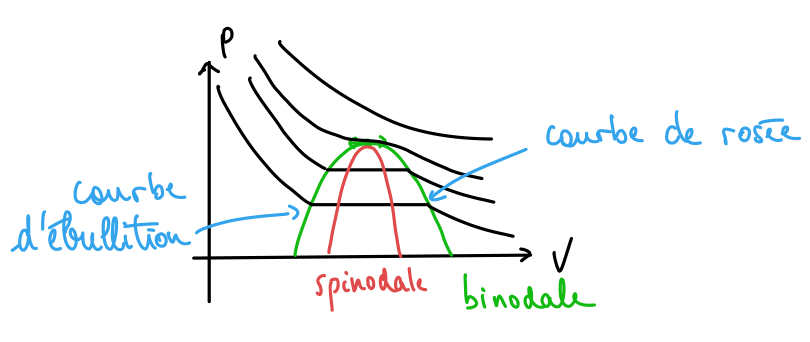 P
courbe de rosée
courbe
d'ébullition
V
spinodale
binodale